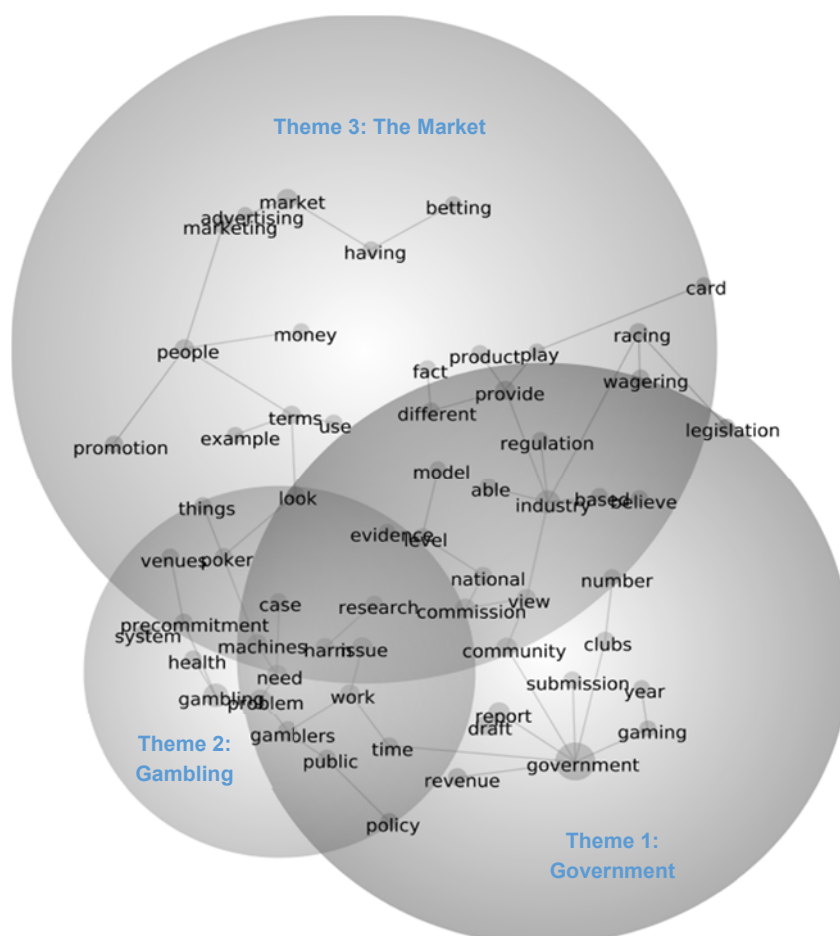 Theme 3: The Market
market
advertising
marketing
betting
having
card
money
racing
people
product
play
fact
wagering
provide
different
terms
use
example
promotion
legislation
regulation
model
able
look
things
based
believe
industry
evidence
level
venues
poker
national
number
case
research
commission
view
precommitment
system
machines
harm
issue
community
clubs
health
need
submission
year
gambling
problem
work
report
draft
gamblers
gaming
Theme 2:
Gambling
time
public
government
revenue
policy
Theme 1:
Government